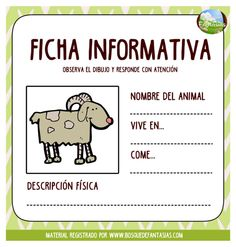 FICHA INFORMATIVA
OBSERVA EL DIBUJO Y RESPONDE CON ATENCIÓN
NOMBRE DEL ANIMAL
VIVE EN...
COME...
DESCRIPCIÓN FÍSICA
MATERIAL REGISTRADO POR WWW.BOSQUEDEFANTASIAS.COM